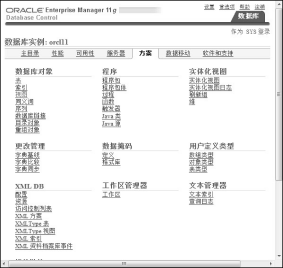 ORACLE Enterprise Manager 11g
Database Control
设置 首选项 帮助 注销
数据库
作为 SYS 登录
数据库实例: orcl11
主目录 性能 可用性 服务器 方案 数据移动 软件和支持
数据库对象 程序 实体化视图
表 程序包 实体化视图
索引 程序包体 实体化视图日志
视图 过程 刷新组
同义词 函数 维
序列 触发器
数据库链接 Java 类
目录对象 Java 源
重组对象
更改管理 数据掩码 用户定义类型
字典基线 定义 数组类型
字典比较 格式库 对象类型
字典同步 表类型
XML DB 工作区管理器 文本管理器
配置 工作区 文本索引
资源 查询日志
访问控制列表
XML 方案
XMLType 表
XMLType 视图
XML 索引
XML 资料档案库事件